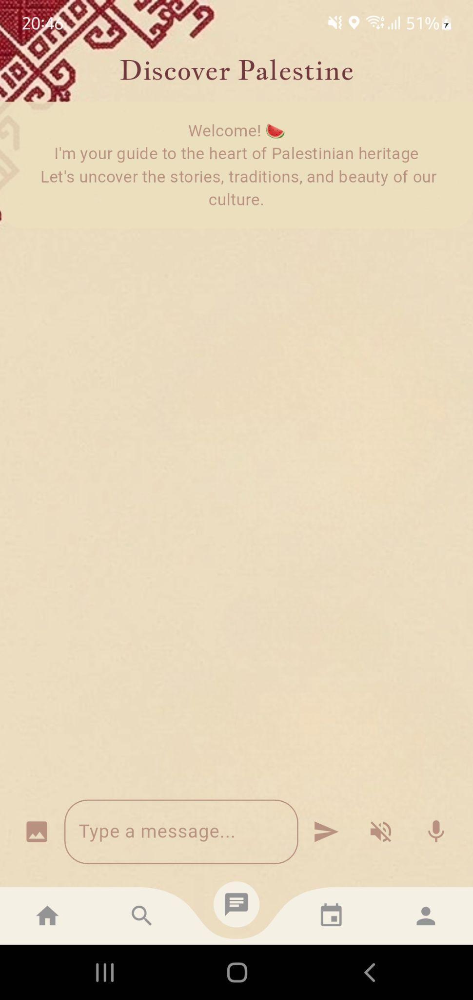 20:46
51%
Discover Palestine
Welcome! 🍉
I'm your guide to the heart of Palestinian heritage
Let's uncover the stories, traditions, and beauty of our
culture.
Type a message...